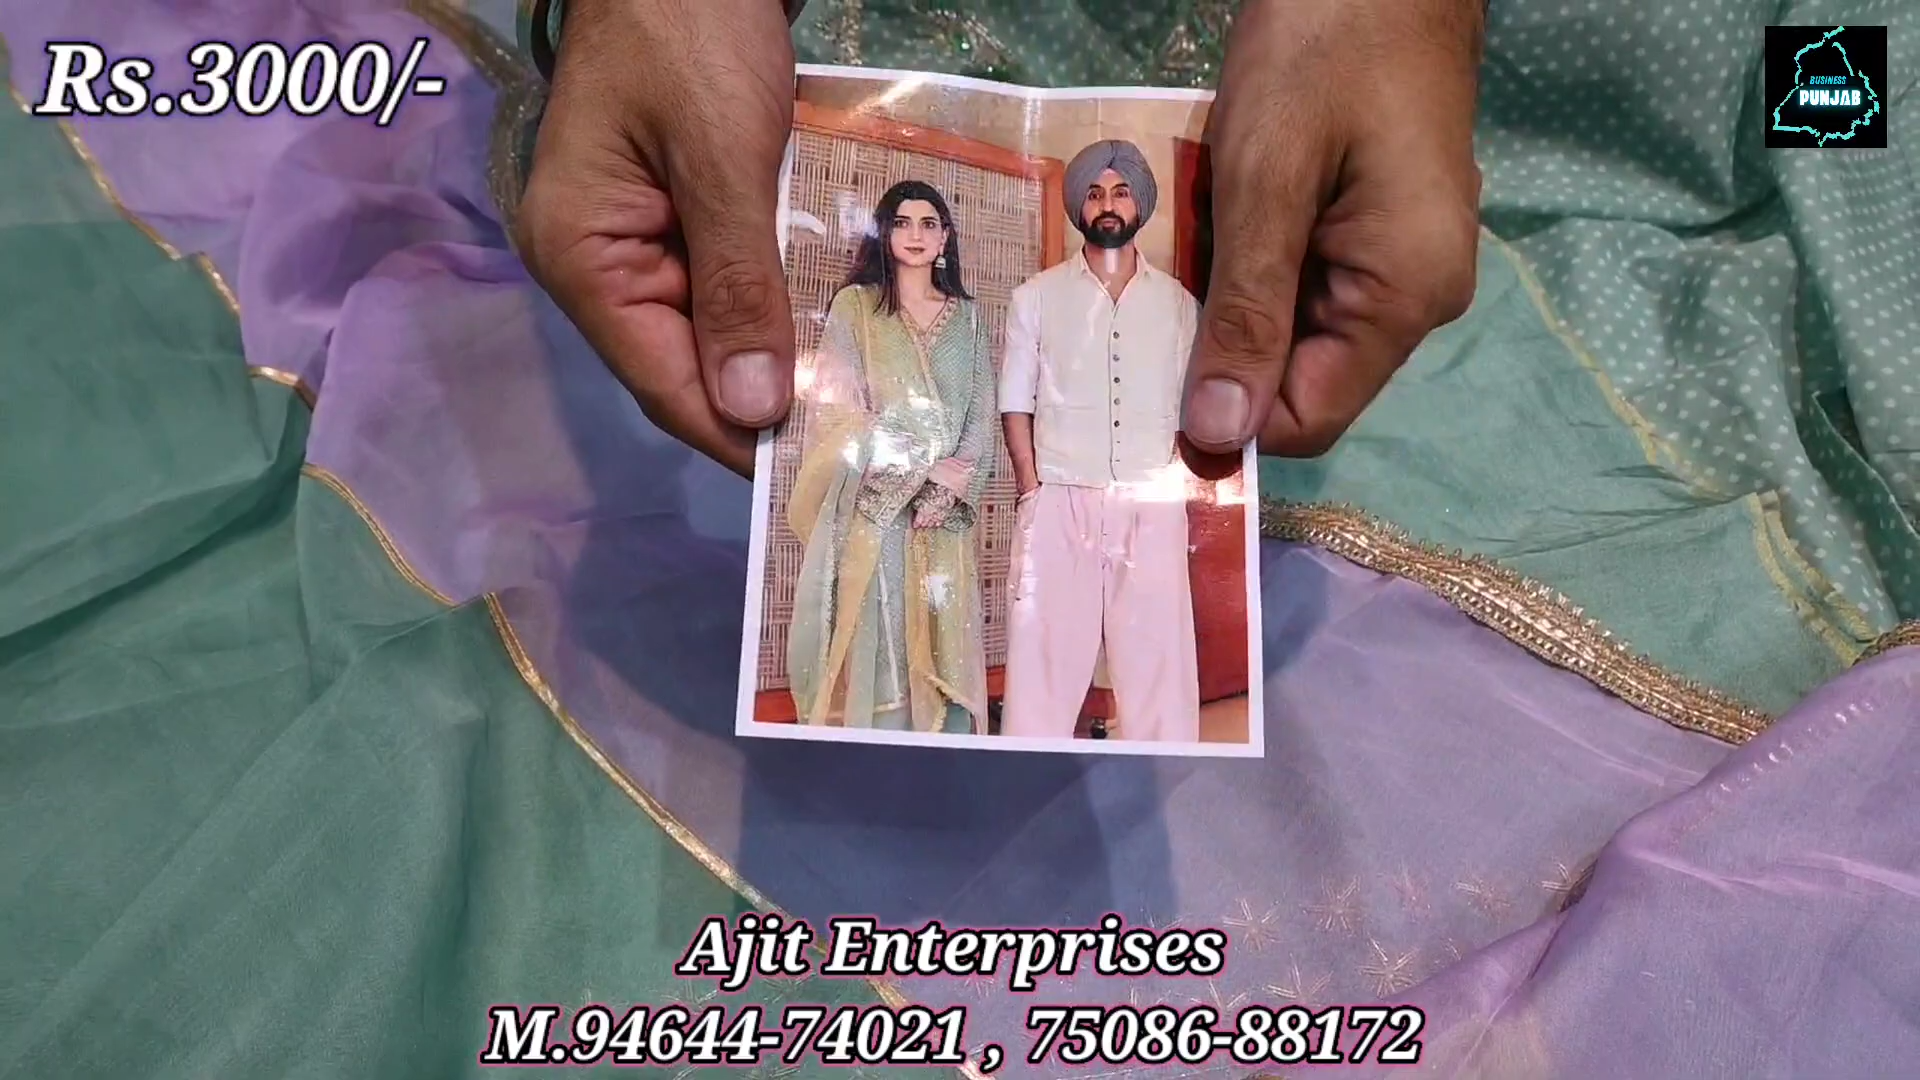 Rs.3000/-
BUSINESS
PUNJAB
Ajit Enterprises
M.94644-74021 , 75086-88172